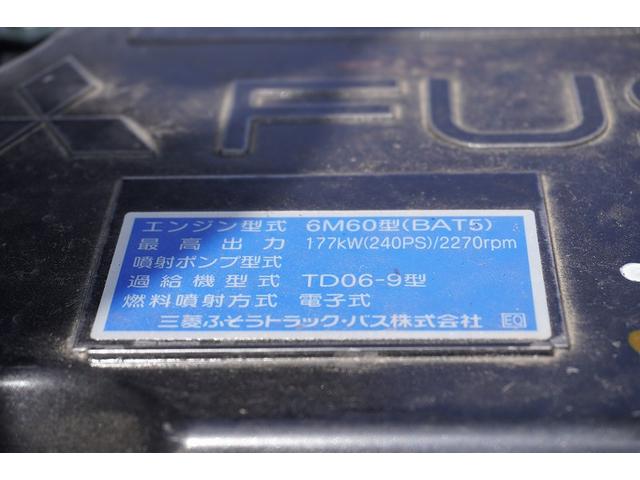 FUS
エンジン型式 6M60型(BAT5)
最高出力 177kW(240PS)/2270rpm
噴射ポンプ型式
過給機型式 TD06-9型
燃料噴射方式 電子式
三菱ふそうトラック・バス株式会社 EO